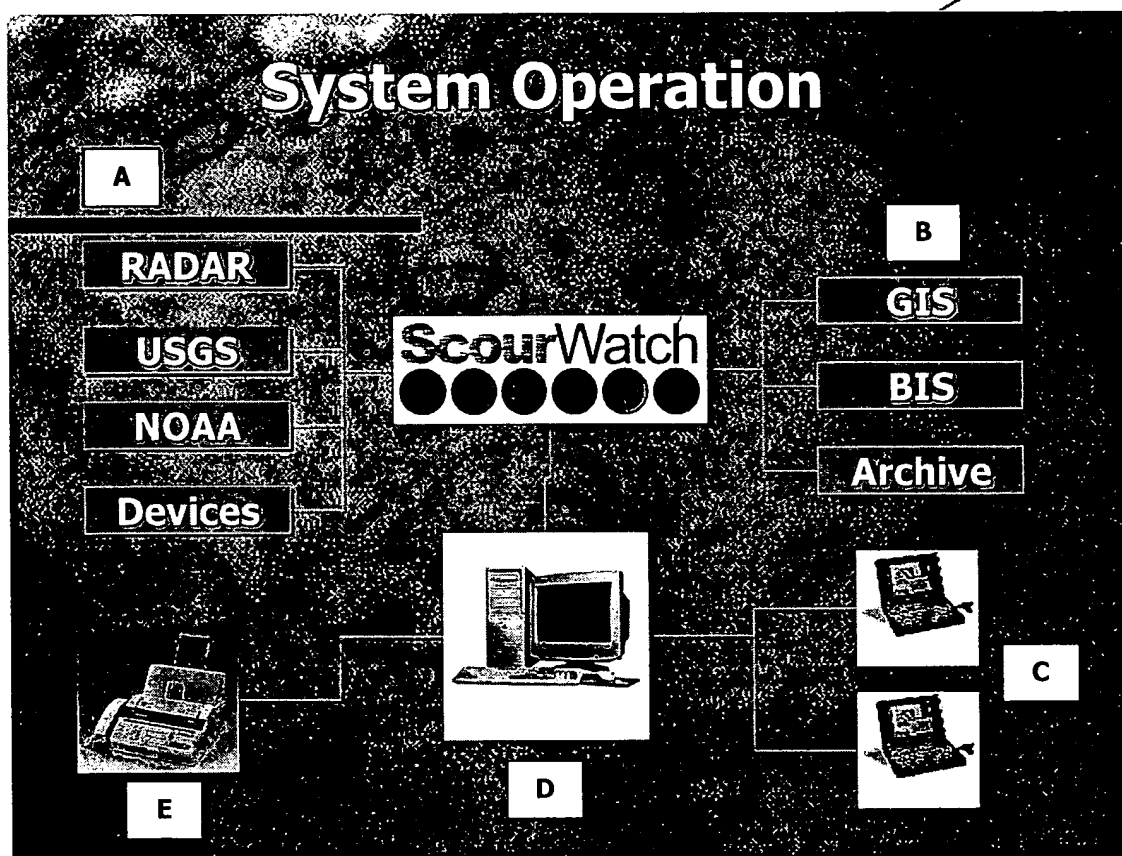 System Operation
A
RADAR
USGS
NOAA
Devices
ScourWatch
B
GIS
BIS
Archive
C
D
E